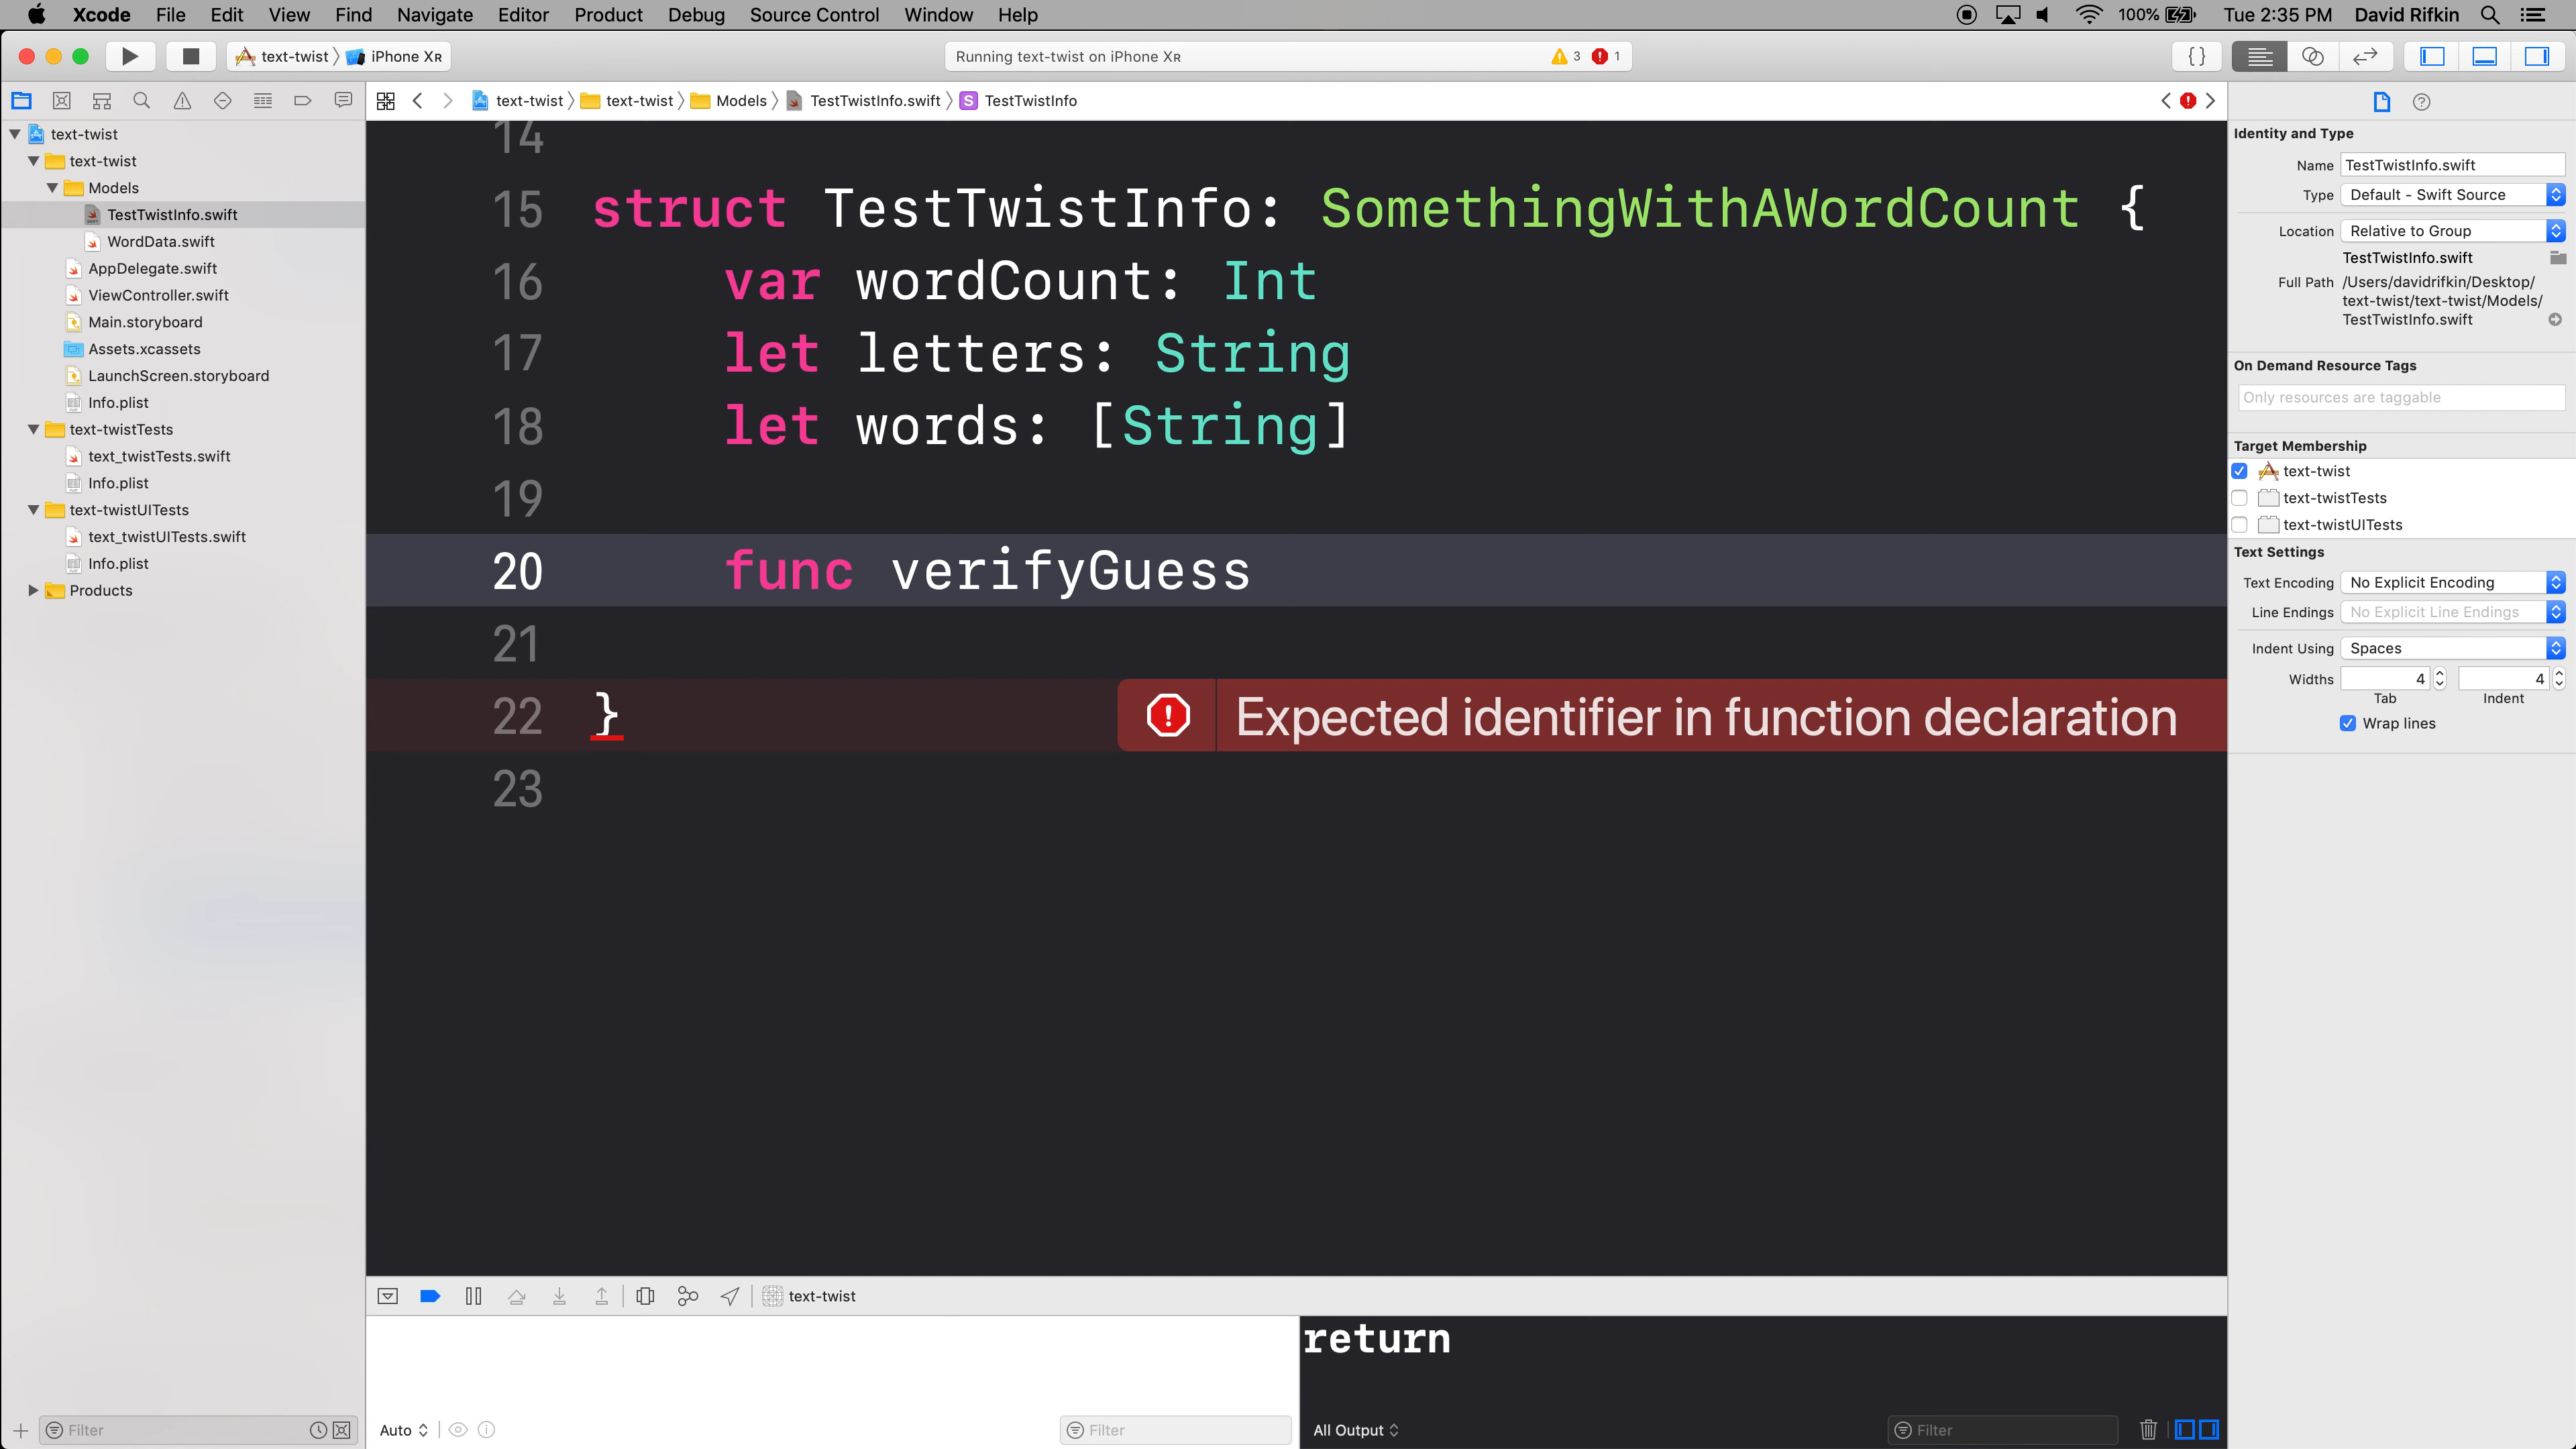 Xcode File Edit View Find Navigate Editor Product Debug Source Control Window Help 100% Tue 2:35 PM David Rifkin
text-twist iPhone XR Running text-twist on iPhone XR 3 1 { }
text-twist text-twist Models TestTwistInfo.swift S TestTwistInfo
text-twist
text-twist
Models
TestTwistInfo.swift
WordData.swift
AppDelegate.swift
ViewController.swift
Main.storyboard
Assets.xcassets
LaunchScreen.storyboard
Info.plist
text-twistTests
text_twistTests.swift
Info.plist
text-twistUITests
text_twistUITests.swift
Info.plist
Products
Filter
14
15 struct TestTwistInfo: SomethingWithAWordCount {
16 var wordCount: Int
17 let letters: String
18 let words: [String]
19
20 func verifyGuess
21
22 } Expected identifier in function declaration
23
text-twist
Auto Filter
return
All Output Filter
Identity and Type
Name TestTwistInfo.swift
Type Default - Swift Source
Location Relative to Group
TestTwistInfo.swift
Full Path /Users/davidrifkin/Desktop/
text-twist/text-twist/Models/
TestTwistInfo.swift
On Demand Resource Tags
Only resources are taggable
Target Membership
text-twist
text-twistTests
text-twistUITests
Text Settings
Text Encoding No Explicit Encoding
Line Endings No Explicit Line Endings
Indent Using Spaces
Widths 4 4
Tab Indent
Wrap lines